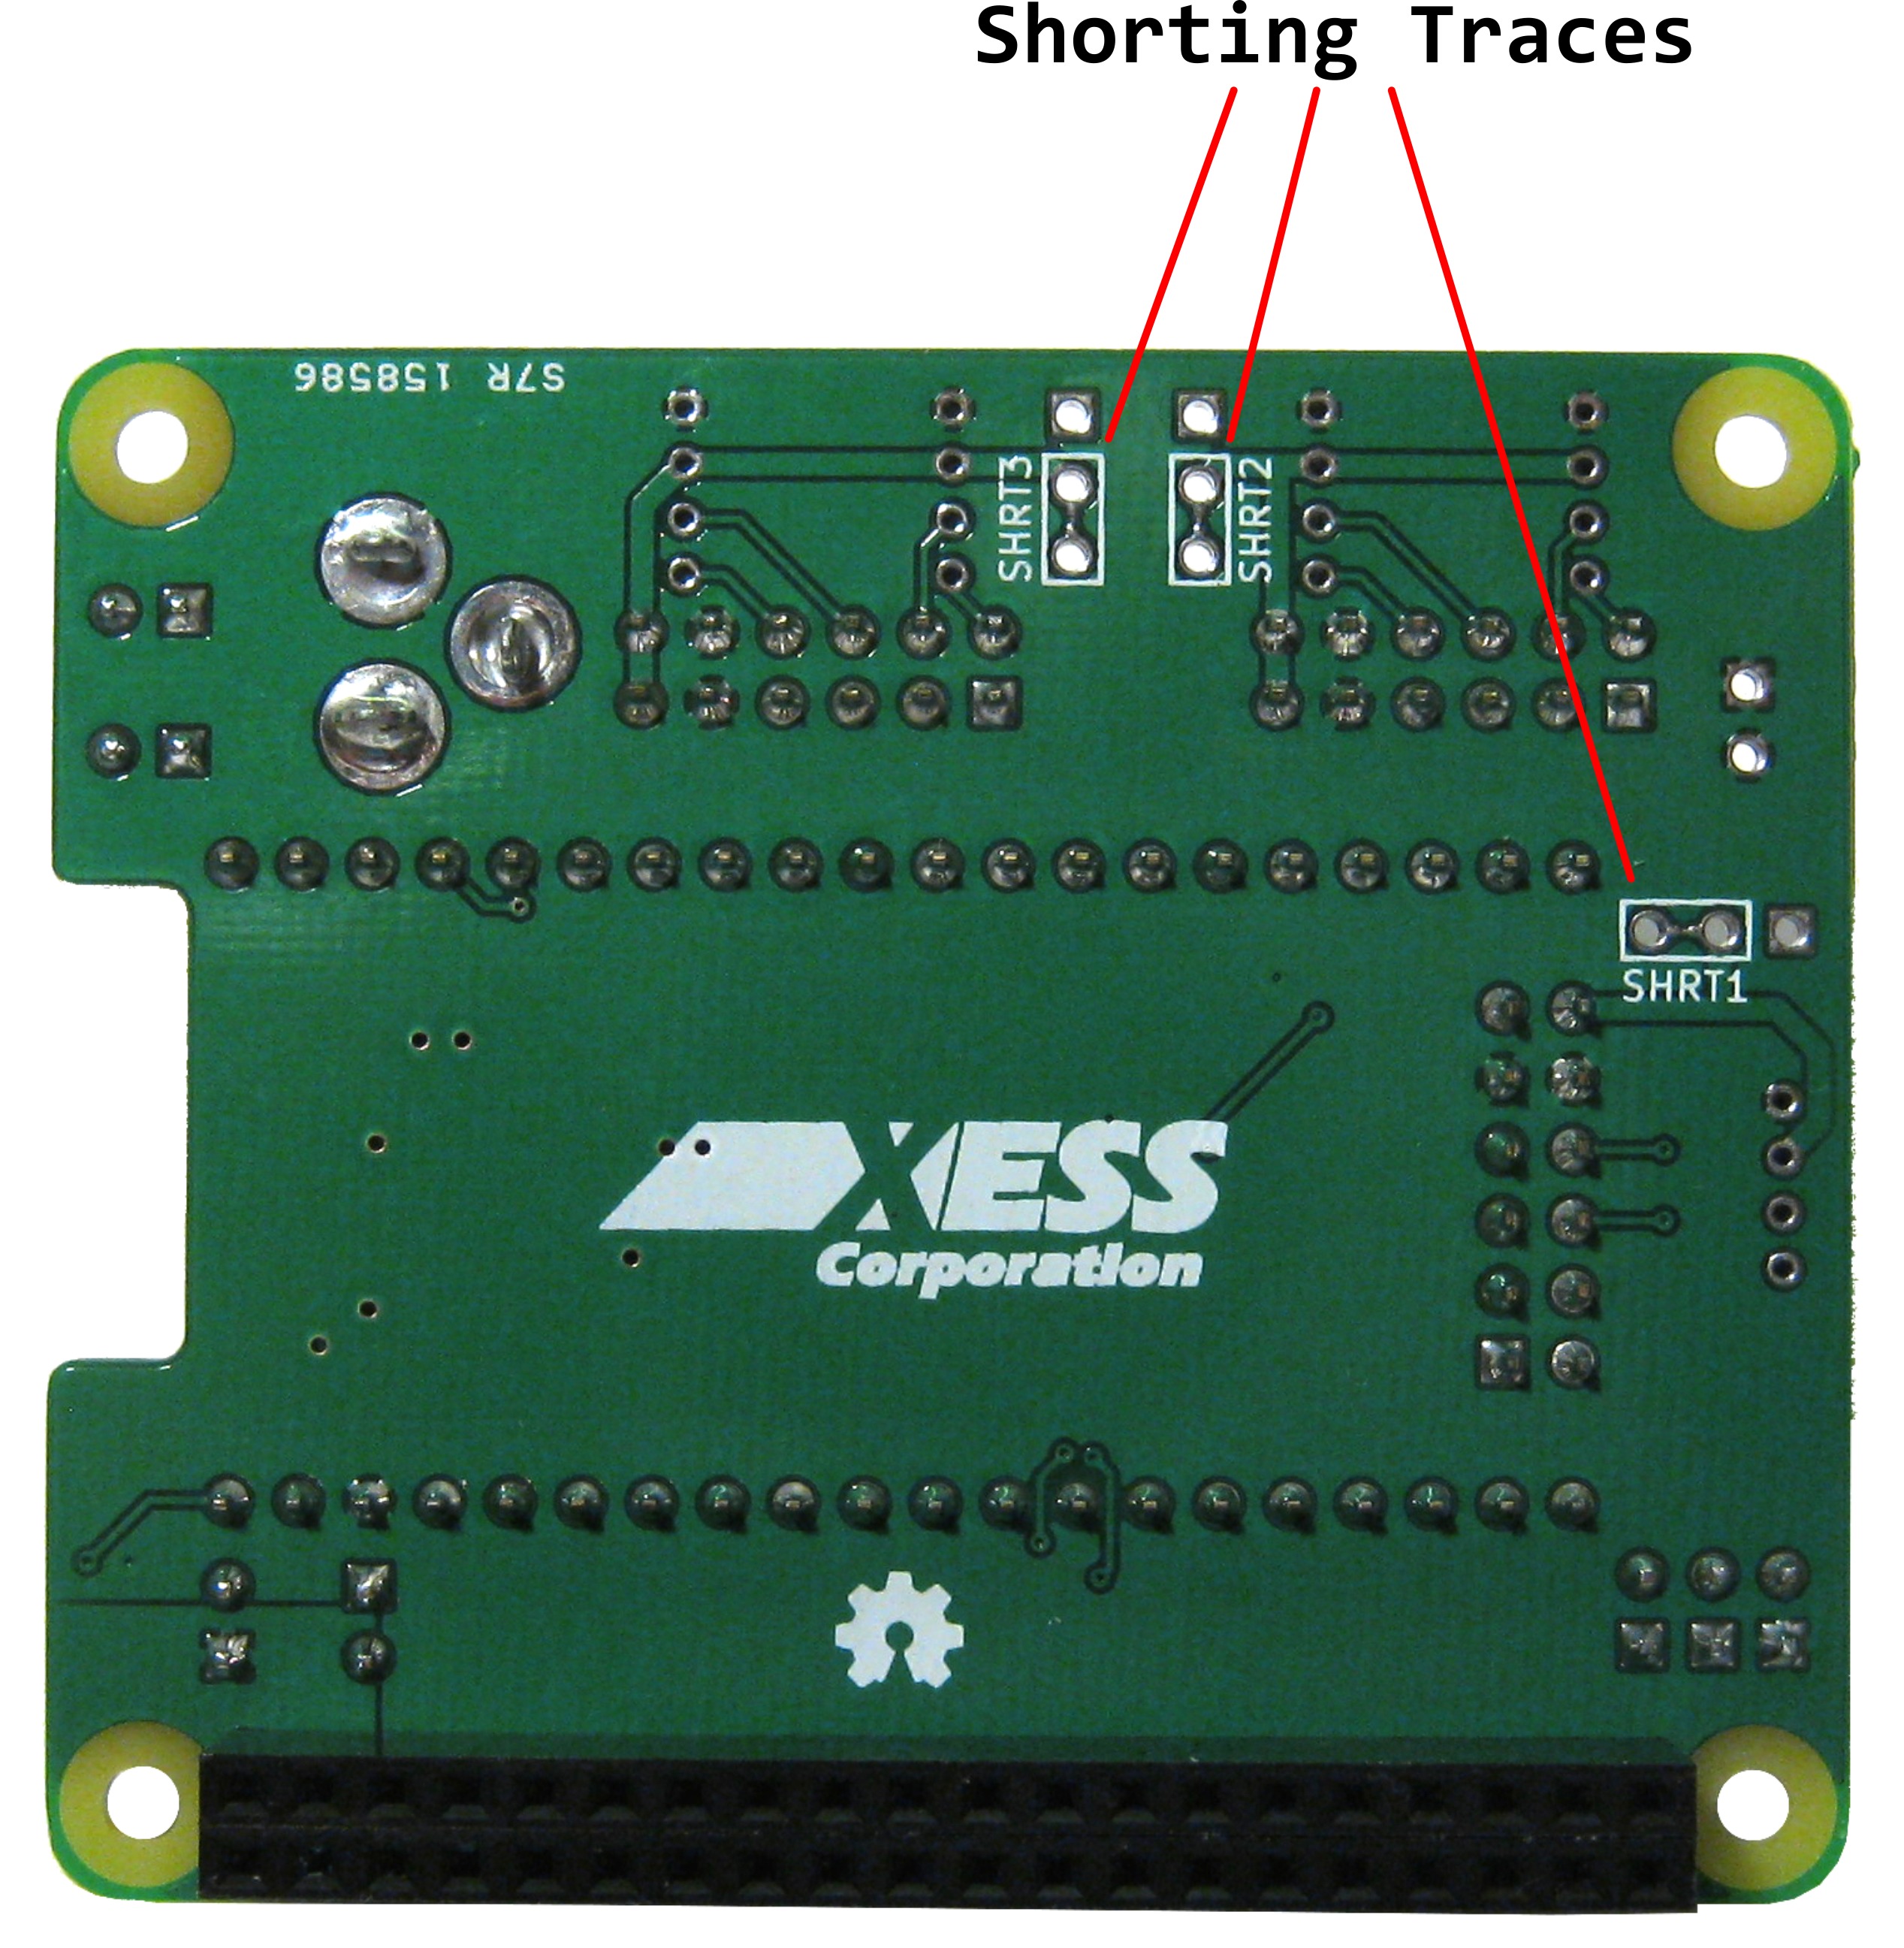 Shorting Traces
S7R 158586
SHRT3
SHRT2
SHRT1
XESS
Corporation